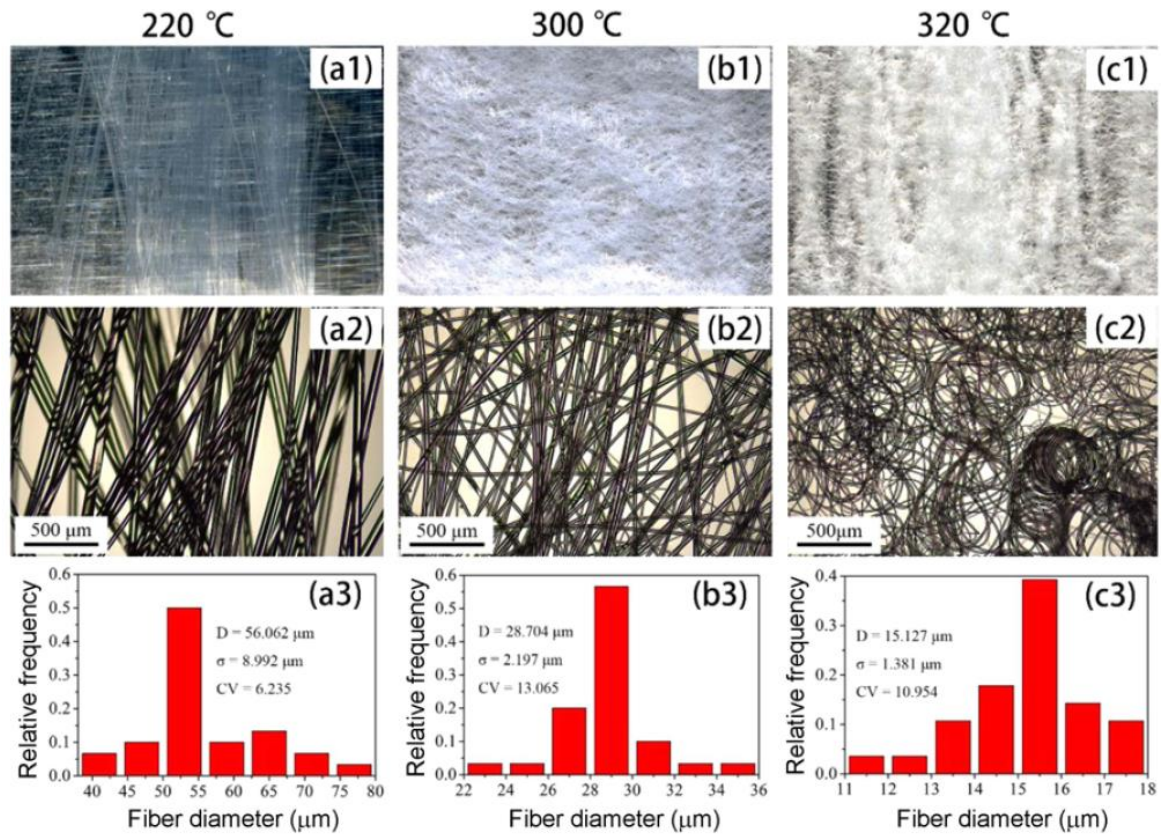 220 ℃ 300 ℃ 320 ℃
(a1) (b1) (c1)
(a2) (b2) (c2)
500 μm 500 μm 500μm
(a3)
Relative frequency
0.6
0.5
0.4
0.3
0.2
0.1
0.0
D = 56.062 μm
σ = 8.992 μm
CV = 6.235
40 45 50 55 60 65 70 75 80
Fiber diameter (μm)
(b3)
Relative frequency
0.6
0.5
0.4
0.3
0.2
0.1
0.0
D = 28.704 μm
σ = 2.197 μm
CV = 13.065
22 24 26 28 30 32 34 36
Fiber diameter (μm)
(c3)
Relative frequency
0.4
0.3
0.2
0.1
0.0
D = 15.127 μm
σ = 1.381 μm
CV = 10.954
11 12 13 14 15 16 17 18
Fiber diameter (μm)